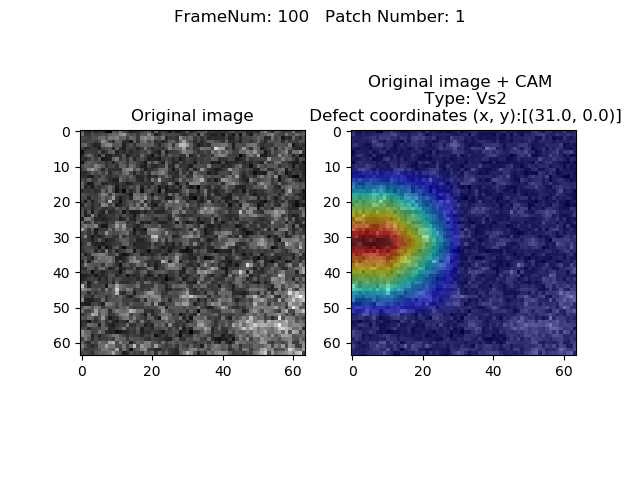 FrameNum: 100   Patch Number: 1
Original image
0
10
20
30
40
50
60
0 20 40 60
Original image + CAM
Type: Vs2
Defect coordinates (x, y):[(31.0, 0.0)]
0
10
20
30
40
50
60
0 20 40 60